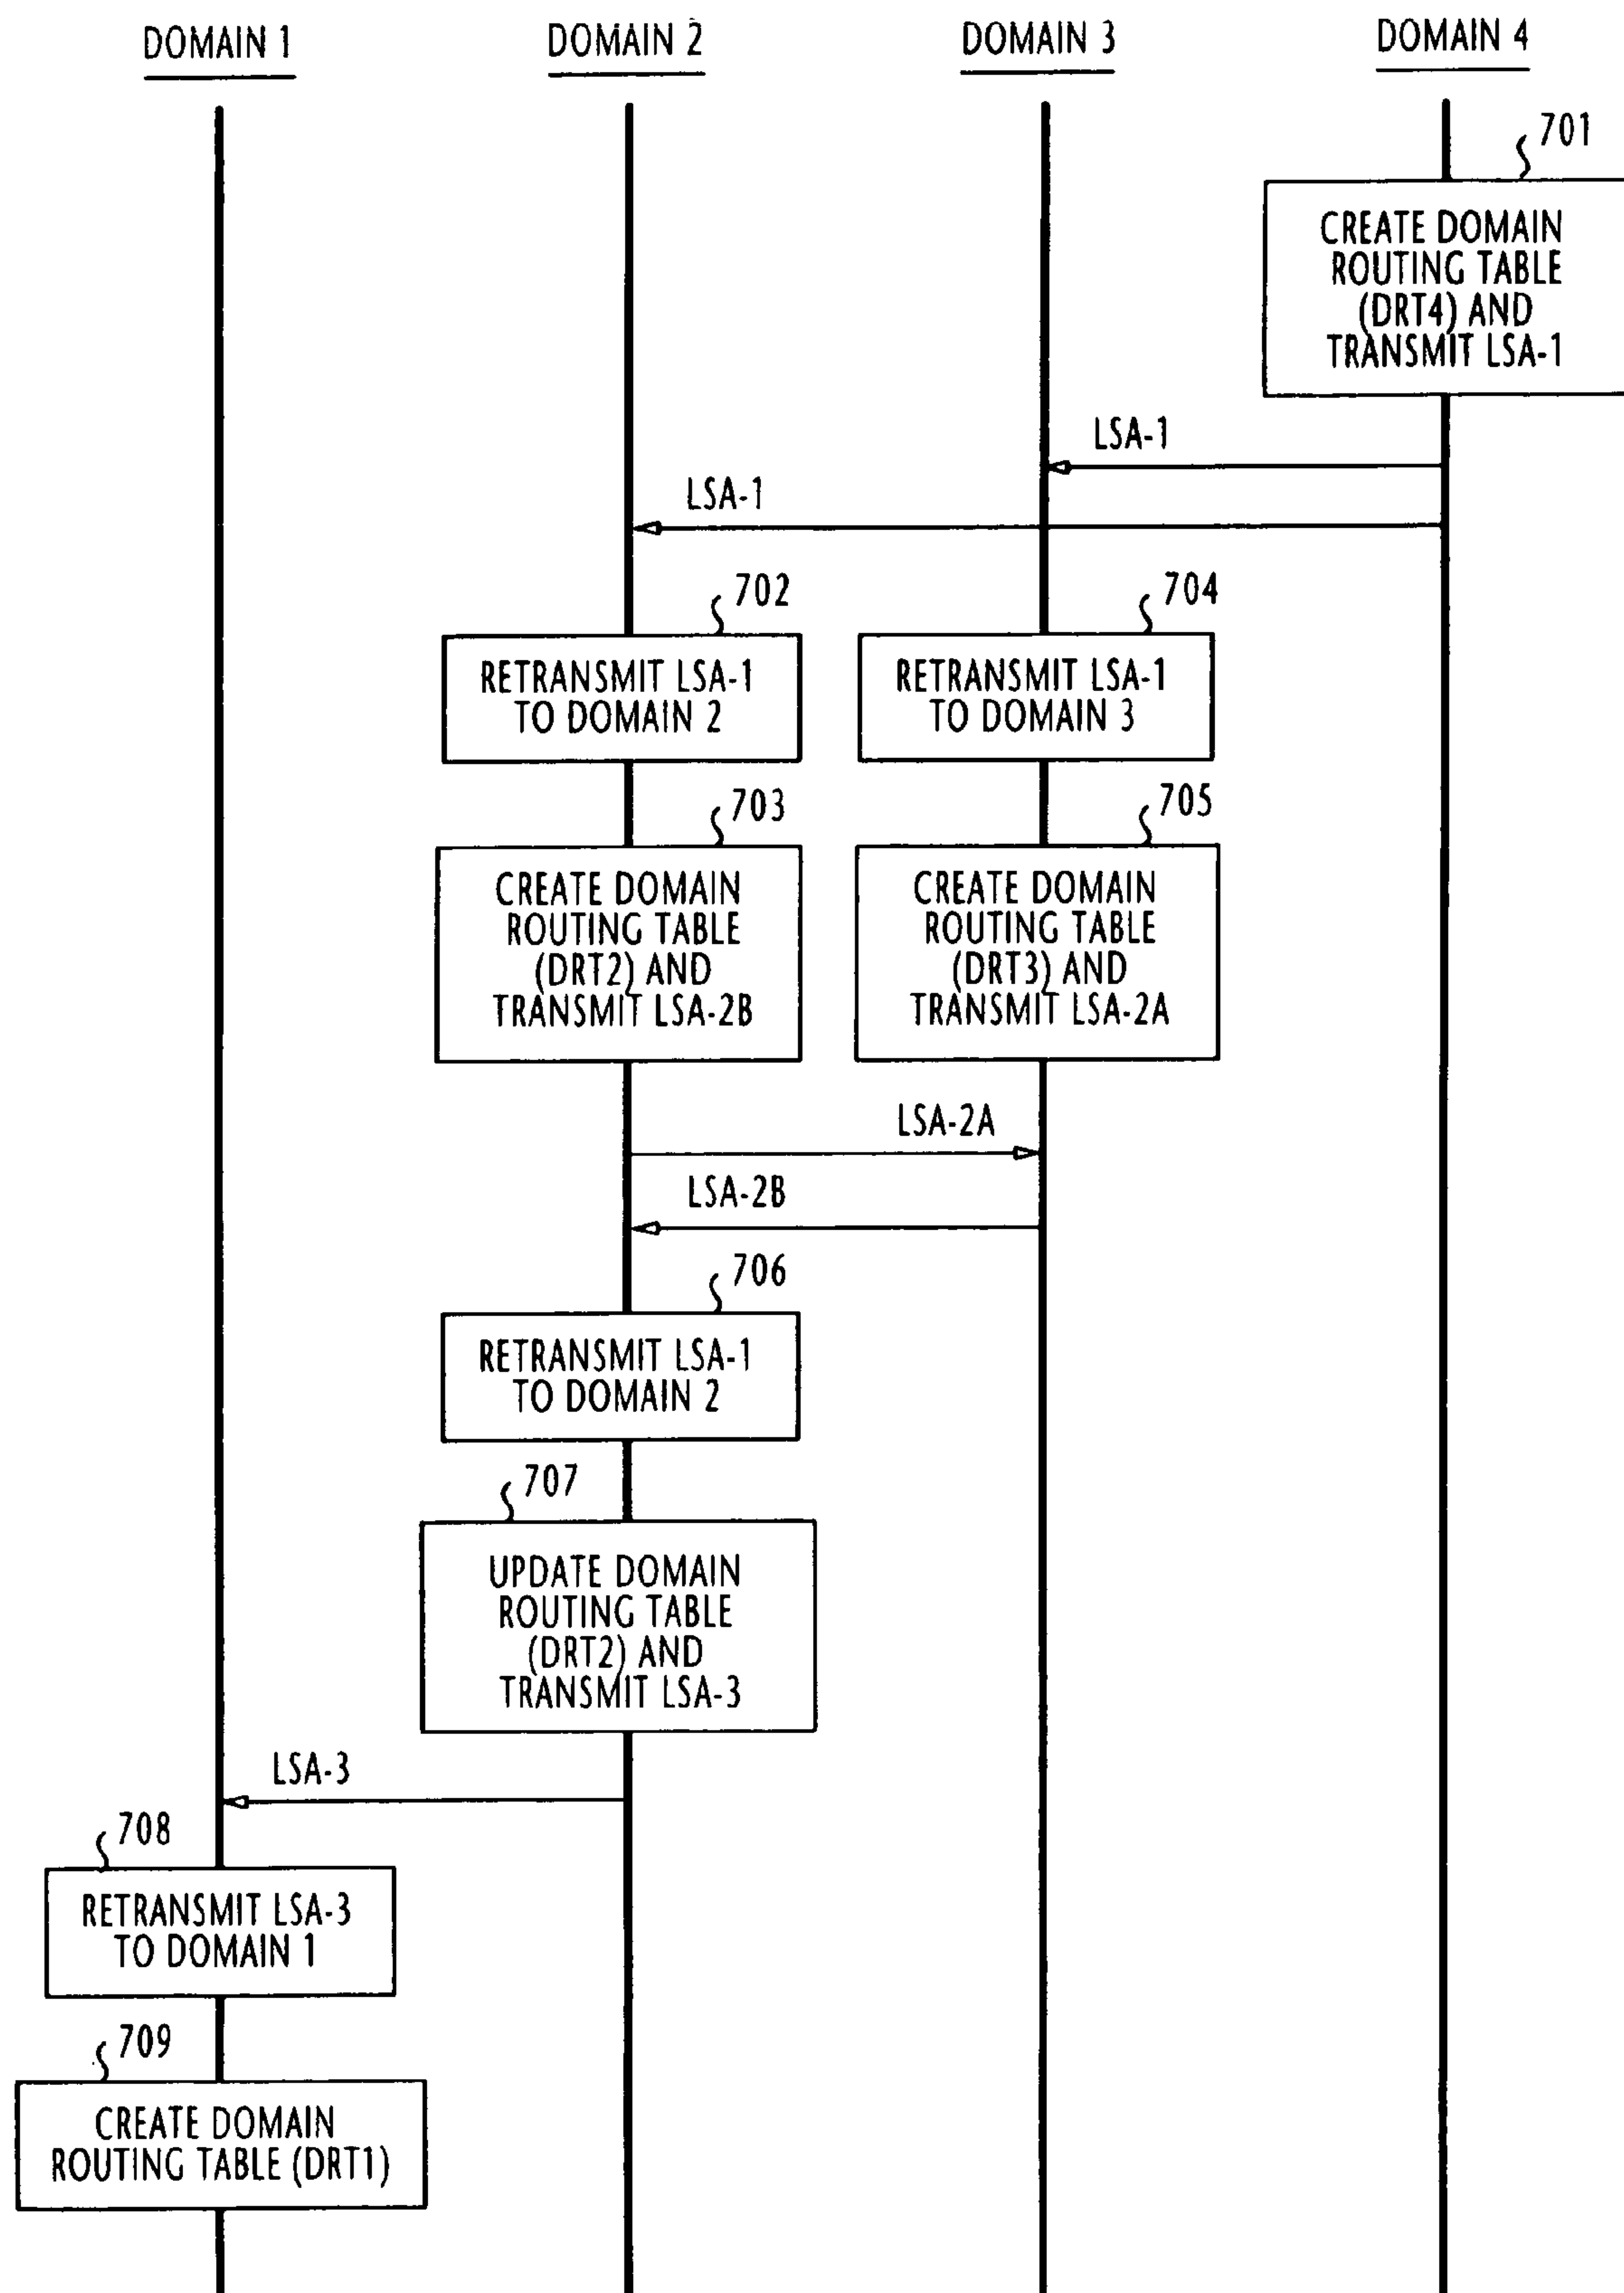 DOMAIN 1
DOMAIN 2
DOMAIN 3
DOMAIN 4
701
CREATE DOMAIN
ROUTING TABLE
(DRT4) AND
TRANSMIT LSA-1
LSA-1
LSA-1
702
RETRANSMIT LSA-1
TO DOMAIN 2
704
RETRANSMIT LSA-1
TO DOMAIN 3
703
CREATE DOMAIN
ROUTING TABLE
(DRT2) AND
TRANSMIT LSA-2B
705
CREATE DOMAIN
ROUTING TABLE
(DRT3) AND
TRANSMIT LSA-2A
LSA-2A
LSA-2B
706
RETRANSMIT LSA-1
TO DOMAIN 2
707
UPDATE DOMAIN
ROUTING TABLE
(DRT2) AND
TRANSMIT LSA-3
LSA-3
708
RETRANSMIT LSA-3
TO DOMAIN 1
709
CREATE DOMAIN
ROUTING TABLE (DRT1)